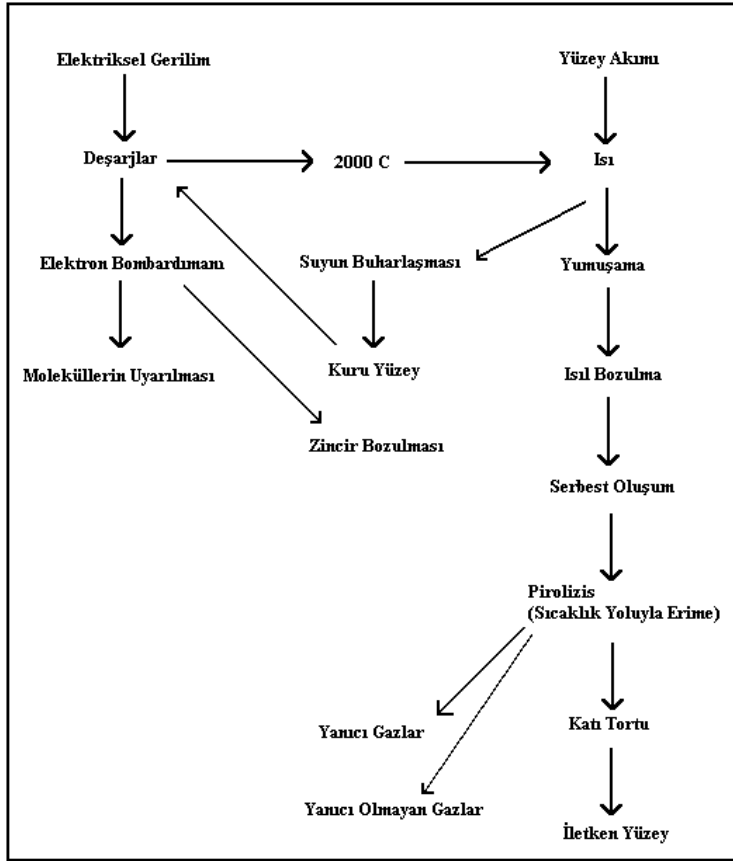 Elektriksel Gerilim
Yüzey Akımı
Deşarjlar
2000 C
Isı
Elektron Bombardımanı
Suyun Buharlaşması
Yumuşama
Moleküllerin Uyarılması
Kuru Yüzey
Isıl Bozulma
Zincir Bozulması
Serbest Oluşum
Pirolizis
(Sıcaklık Yoluyla Erime)
Yanıcı Gazlar
Katı Tortu
Yanıcı Olmayan Gazlar
İletken Yüzey